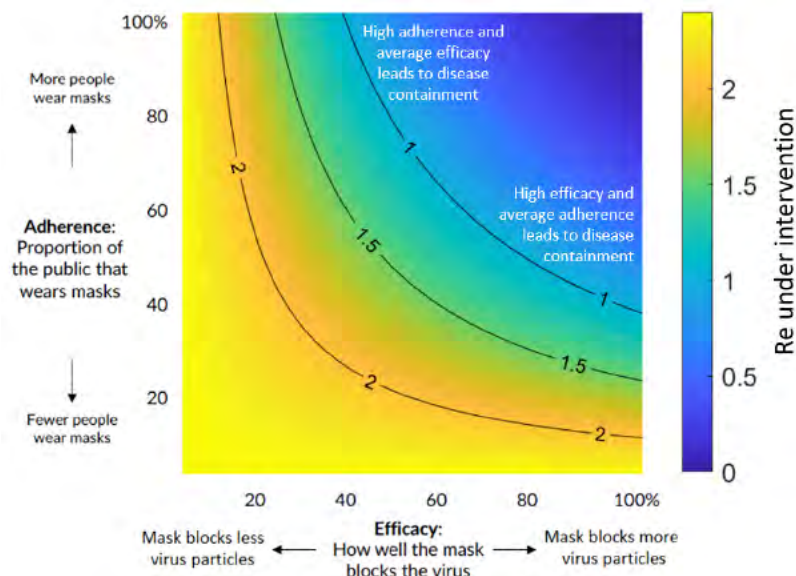 100%
80
60
40
20
More people
wear masks
Adherence:
Proportion of
the public that
wears masks
Fewer people
wear masks
High adherence and
average efficacy
leads to disease
containment
High efficacy and
average adherence
leads to disease
containment
2
2
2
1.5
1.5
1
1
20
40
60
80
100%
Mask blocks less
virus particles
Efficacy:
How well the mask
blocks the virus
Mask blocks more
virus particles
2
1.5
1
0.5
0
Re under intervention